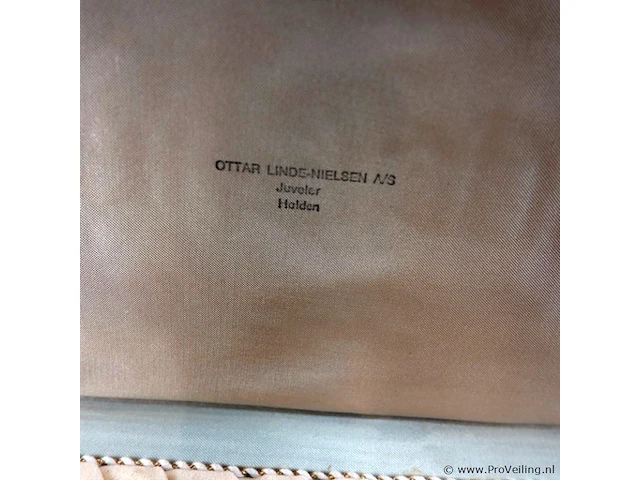 OTTAR LINDE-NIELSEN A/S
Juveler
Halden
© www.ProVeiling.nl